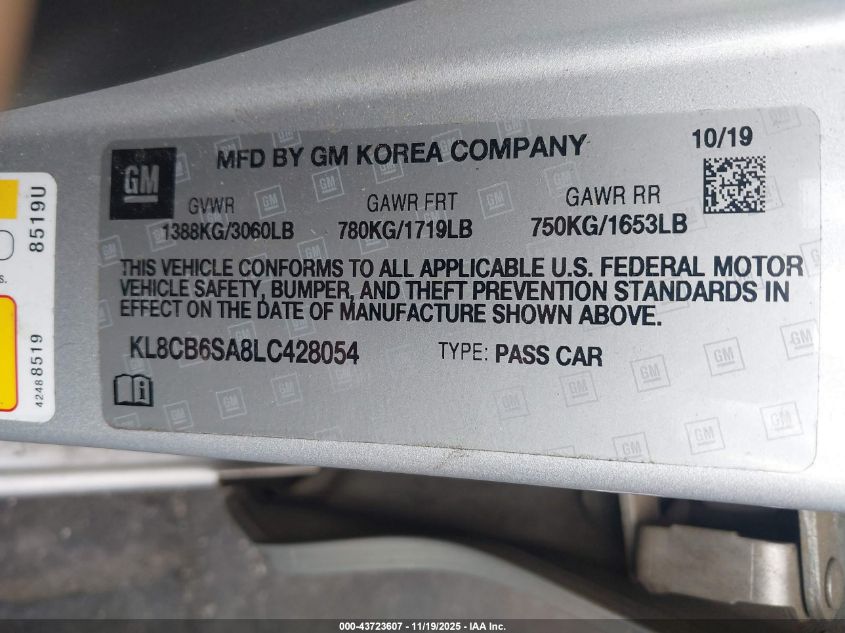 MFD BY GM KOREA COMPANY
10/19
GM
GVWR
GAWR FRT
GAWR RR
1388KG/3060LB
780KG/1719LB
750KG/1653LB
THIS VEHICLE CONFORMS TO ALL APPLICABLE U.S. FEDERAL MOTOR
VEHICLE SAFETY, BUMPER, AND THEFT PREVENTION STANDARDS IN
EFFECT ON THE DATE OF MANUFACTURE SHOWN ABOVE.
KL8CB6SA8LC428054
TYPE: PASS CAR
8519U
42488519
000-43723607 - 11/19/2025 - IAA Inc.